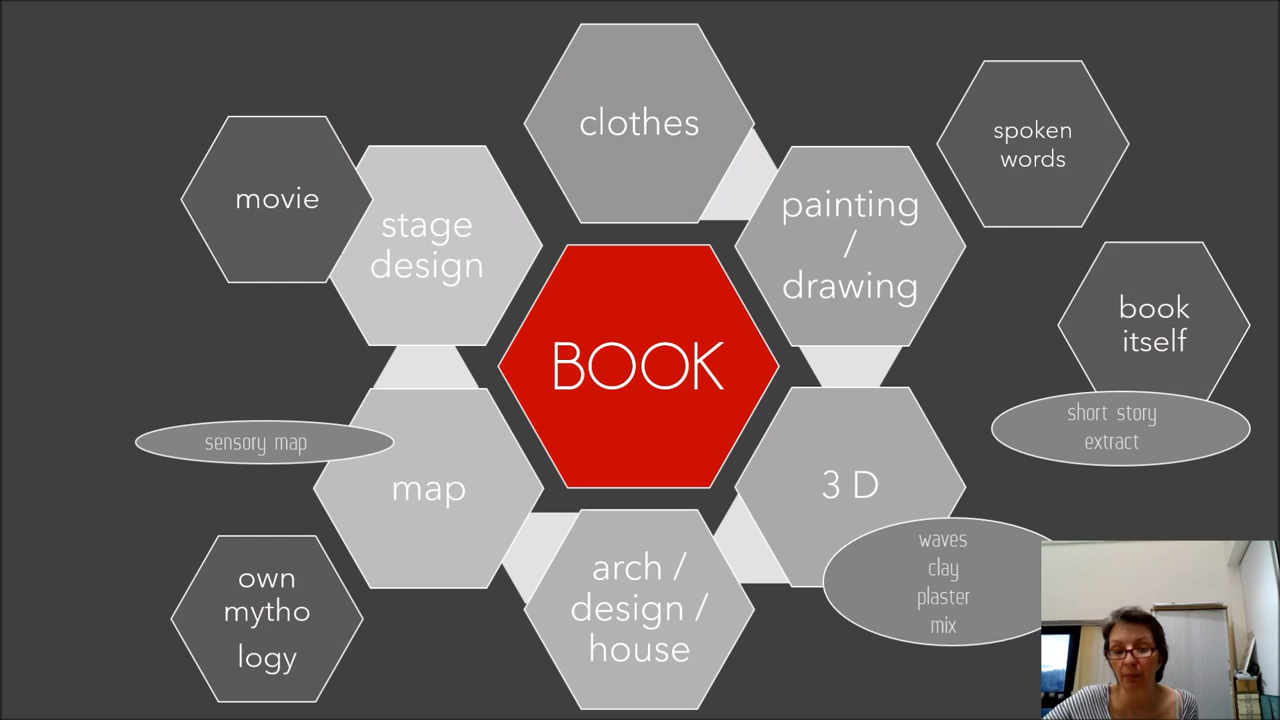 clothes
spoken
words
movie
stage
design
painting
/
drawing
book
itself
BOOK
short story
extract
sensory map
map
3 D
waves
clay
plaster
mix
own
mytho
logy
arch /
design /
house